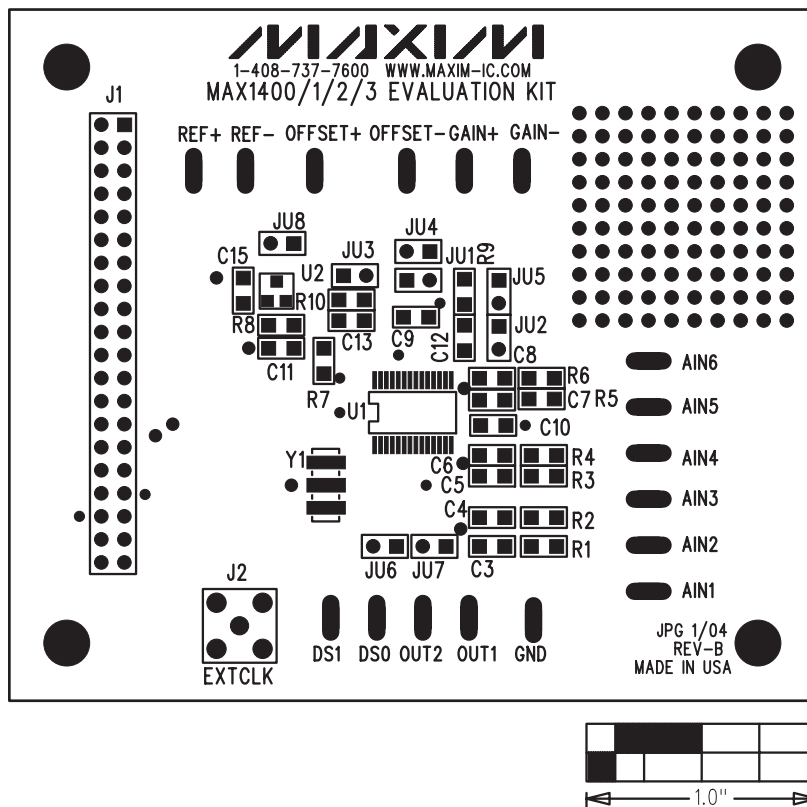 MAXIM
1-408-737-7600 WWW.MAXIM-IC.COM
MAX1400/1/2/3 EVALUATION KIT
J1
REF+ REF- OFFSET+ OFFSET- GAIN+ GAIN-
JU8
JU4
C15
U2
JU3
JU1
R9
JU5
R10
R8
C13
C9
C12
JU2
C11
C8
R7
U1
R6
C7
R5
AIN6
AIN5
C10
Y1
C6
R4
AIN4
C5
R3
C4
AIN3
R2
JU6
JU7
C3
R1
AIN2
J2
AIN1
EXTCLK
DS1 DS0 OUT2 OUT1 GND
JPG 1/04
REV-B
MADE IN USA
1.0"